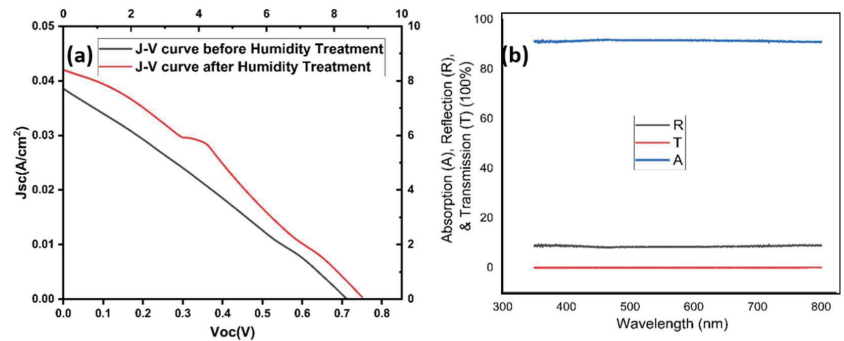 0 2 4 6 8 10
0.05
0.04
0.03
0.02
0.01
0.00
Jsc(A/cm²)
(a)
J-V curve before Humidity Treatment
J-V curve after Humidity Treatment
10
8
6
4
2
0
0.0 0.1 0.2 0.3 0.4 0.5 0.6 0.7 0.8
Voc(V)
Absorption (A), Reflection (R),
& Transmission (T) (100%)
100
80
60
40
20
0
(b)
R
T
A
300 400 500 600 700 800
Wavelength (nm)